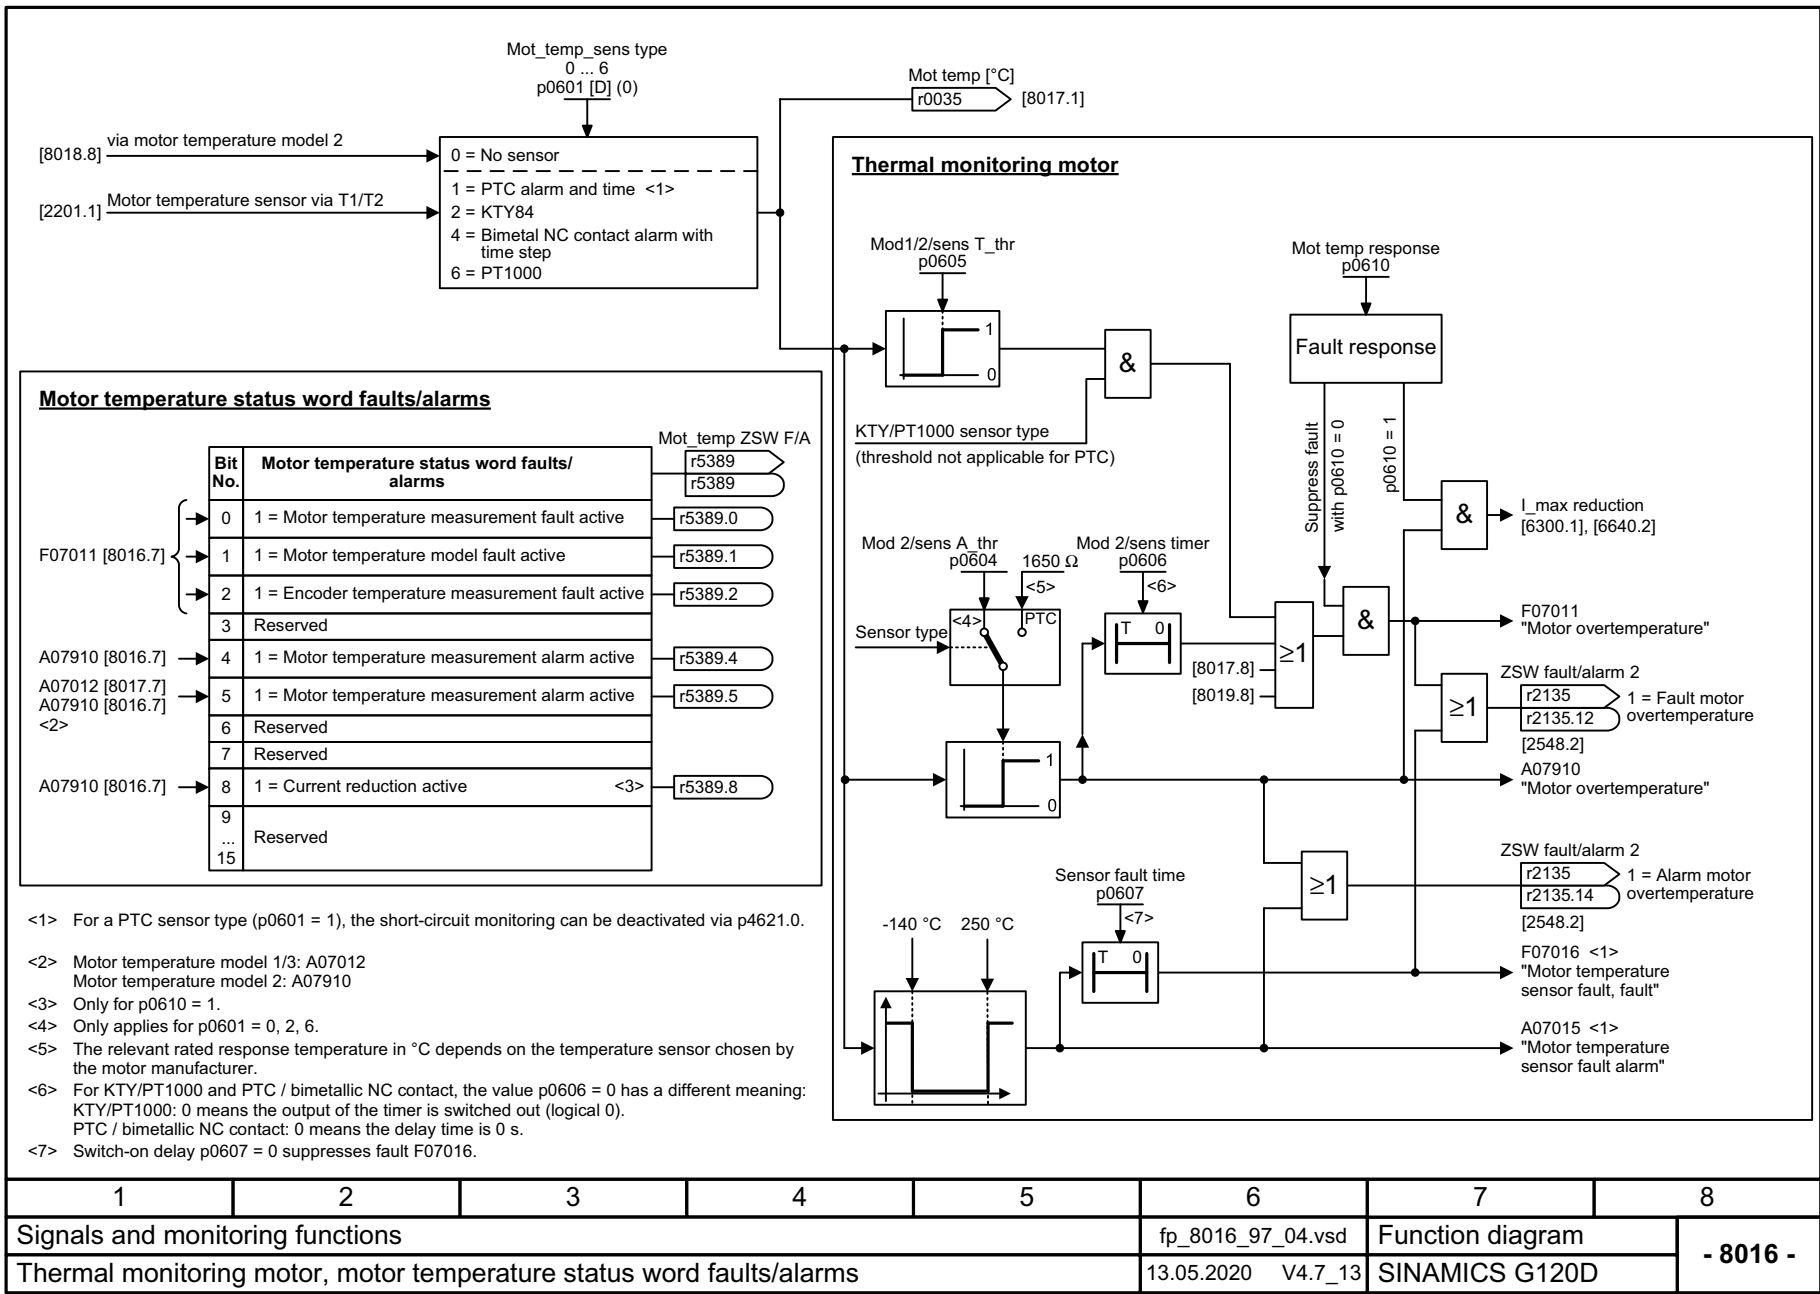 Mot_temp_sens type
0 ... 6
p0601 [D] (0)
Mot temp [°C]
r0035
[8017.1]
[8018.8]
via motor temperature model 2
[2201.1]
Motor temperature sensor via T1/T2
0 = No sensor
1 = PTC alarm and time <1>
2 = KTY84
4 = Bimetal NC contact alarm with
time step
6 = PT1000
Thermal monitoring motor
Mod1/2/sens T_thr
p0605
1
0
&
KTY/PT1000 sensor type
(threshold not applicable for PTC)
Mot temp response
p0610
Fault response
Suppress fault
with p0610 = 0
p0610 = 1
&
I_max reduction
[6300.1], [6640.2]
Mod 2/sens A_thr
p0604
1650 Ω
<5>
<4>
PTC
Sensor type
Mod 2/sens timer
p0606
<6>
T 0
[8017.8]
[8019.8]
≥1
&
F07011
"Motor overtemperature"
ZSW fault/alarm 2
r2135
r2135.12
1 = Fault motor
overtemperature
[2548.2]
≥1
1
0
A07910
"Motor overtemperature"
≥1
ZSW fault/alarm 2
r2135
r2135.14
1 = Alarm motor
overtemperature
[2548.2]
Sensor fault time
p0607
<7>
T 0
-140 °C
250 °C
F07016 <1>
"Motor temperature
sensor fault, fault"
A07015 <1>
"Motor temperature
sensor fault alarm"
Motor temperature status word faults/alarms
Mot_temp ZSW F/A
r5389
r5389
Bit
No.
Motor temperature status word faults/
alarms
F07011 [8016.7]
0 1 = Motor temperature measurement fault active r5389.0
1 1 = Motor temperature model fault active r5389.1
2 1 = Encoder temperature measurement fault active r5389.2
3 Reserved
A07910 [8016.7] 4 1 = Motor temperature measurement alarm active r5389.4
A07012 [8017.7]
A07910 [8016.7]
<2>
5 1 = Motor temperature measurement alarm active r5389.5
6 Reserved
7 Reserved
A07910 [8016.7] 8 1 = Current reduction active <3> r5389.8
9
...
15
Reserved
<1> For a PTC sensor type (p0601 = 1), the short-circuit monitoring can be deactivated via p4621.0.
<2> Motor temperature model 1/3: A07012
Motor temperature model 2: A07910
<3> Only for p0610 = 1.
<4> Only applies for p0601 = 0, 2, 6.
<5> The relevant rated response temperature in °C depends on the temperature sensor chosen by
the motor manufacturer.
<6> For KTY/PT1000 and PTC / bimetallic NC contact, the value p0606 = 0 has a different meaning:
KTY/PT1000: 0 means the output of the timer is switched out (logical 0).
PTC / bimetallic NC contact: 0 means the delay time is 0 s.
<7> Switch-on delay p0607 = 0 suppresses fault F07016.
1 2 3 4 5 6 7 8
Signals and monitoring functions
fp_8016_97_04.vsd
Function diagram
- 8016 -
Thermal monitoring motor, motor temperature status word faults/alarms
13.05.2020 V4.7_13
SINAMICS G120D